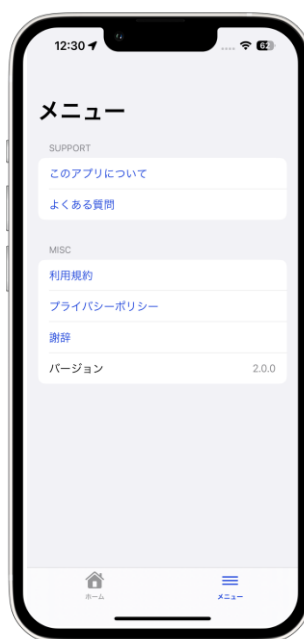 12:30
62
メニュー
SUPPORT
このアプリについて
よくある質問
MISC
利用規約
プライバシーポリシー
謝辞
バージョン 2.0.0
ホーム メニュー